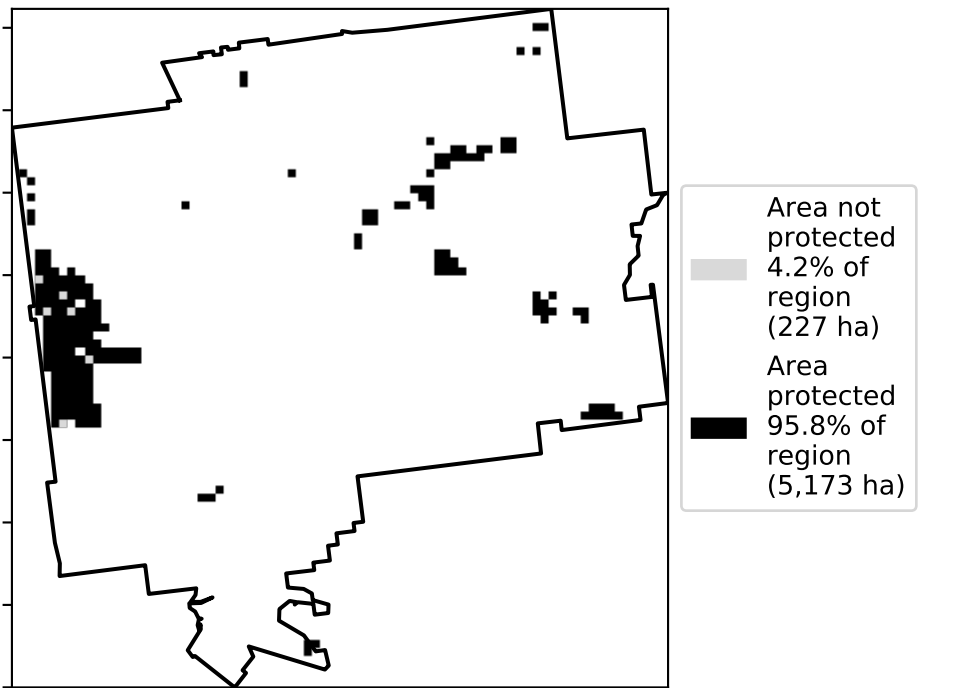 Area not
protected
4.2% of
region
(227 ha)
Area
protected
95.8% of
region
(5,173 ha)